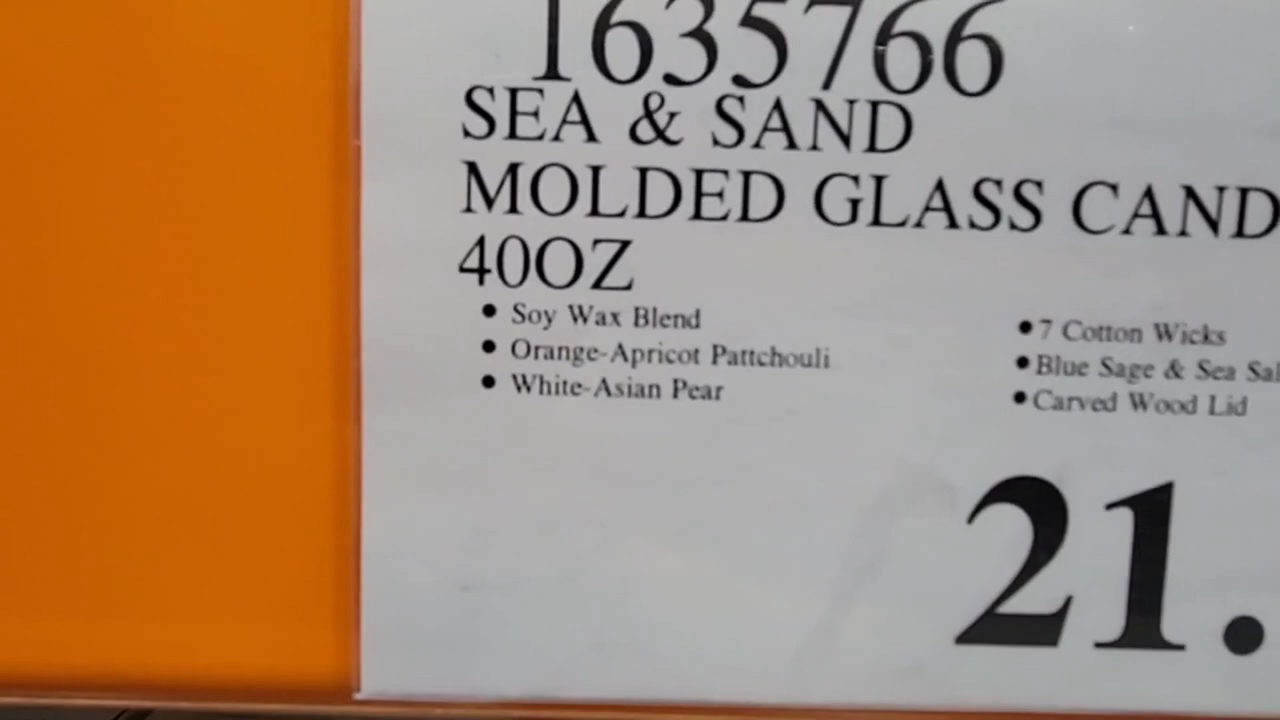 1635766
SEA & SAND
MOLDED GLASS CAND
40OZ
• Soy Wax Blend
• Orange-Apricot Pattchouli
• White-Asian Pear
• 7 Cotton Wicks
• Blue Sage & Sea Sal
• Carved Wood Lid
21.